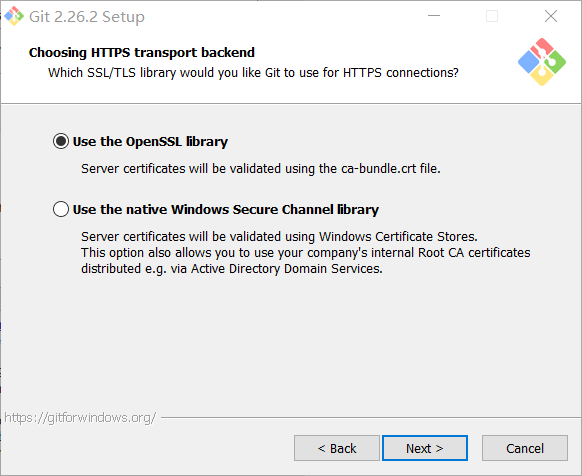 Git 2.26.2 Setup
Choosing HTTPS transport backend
Which SSL/TLS library would you like Git to use for HTTPS connections?
Use the OpenSSL library
Server certificates will be validated using the ca-bundle.crt file.
Use the native Windows Secure Channel library
Server certificates will be validated using Windows Certificate Stores.
This option also allows you to use your company's internal Root CA certificates
distributed e.g. via Active Directory Domain Services.
https://gitforwindows.org/
< Back
Next >
Cancel